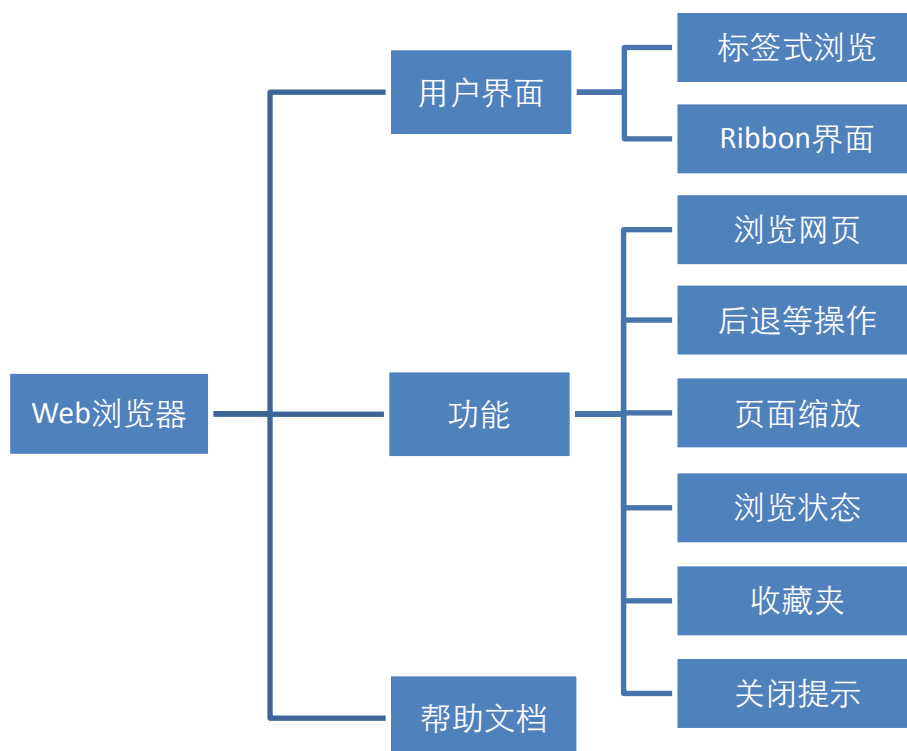 Web浏览器
用户界面
标签式浏览
Ribbon界面
功能
浏览网页
后退等操作
页面缩放
浏览状态
收藏夹
关闭提示
帮助文档